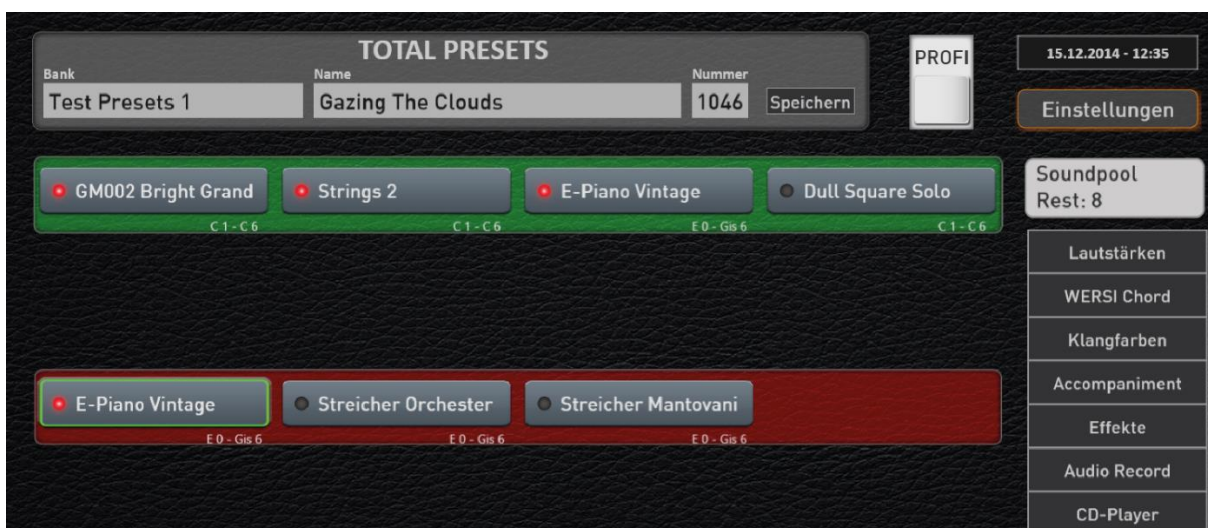 TOTAL PRESETS
Bank Name Nummer
Test Presets 1 Gazing The Clouds 1046 Speichern
PROFI
15.12.2014 - 12:35
Einstellungen
GM002 Bright Grand Strings 2 E-Piano Vintage Dull Square Solo
C 1 - C 6 C 1 - C 6 E 0 - Gis 6 C 1 - C 6
Soundpool
Rest: 8
Lautstärken
WERSI Chord
Klangfarben
Accompaniment
Effekte
Audio Record
CD-Player
E-Piano Vintage Streicher Orchester Streicher Mantovani
E 0 - Gis 6 E 0 - Gis 6 E 0 - Gis 6